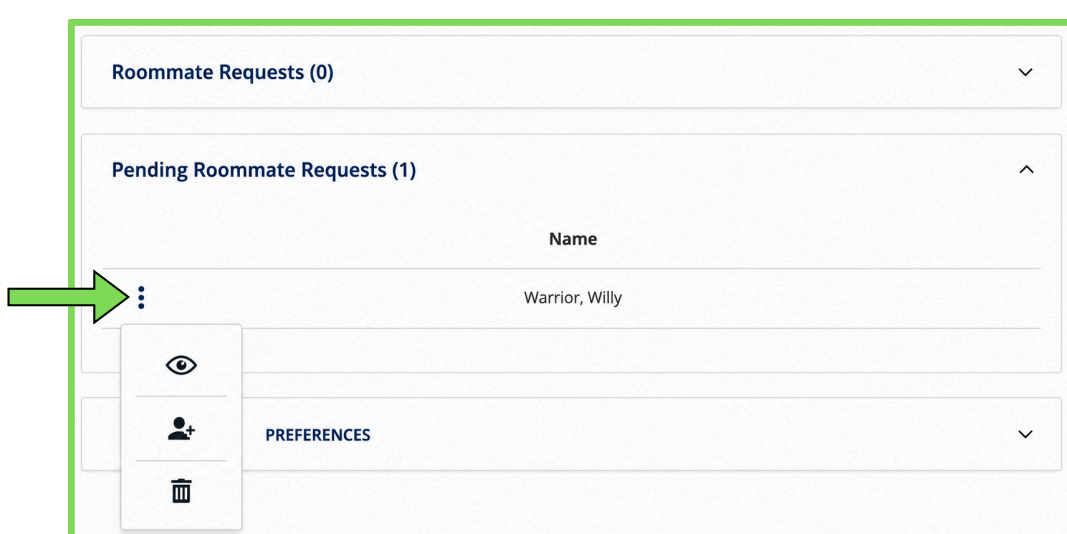 Roommate Requests (0)
Pending Roommate Requests (1)
Name
Warrior, Willy
PREFERENCES